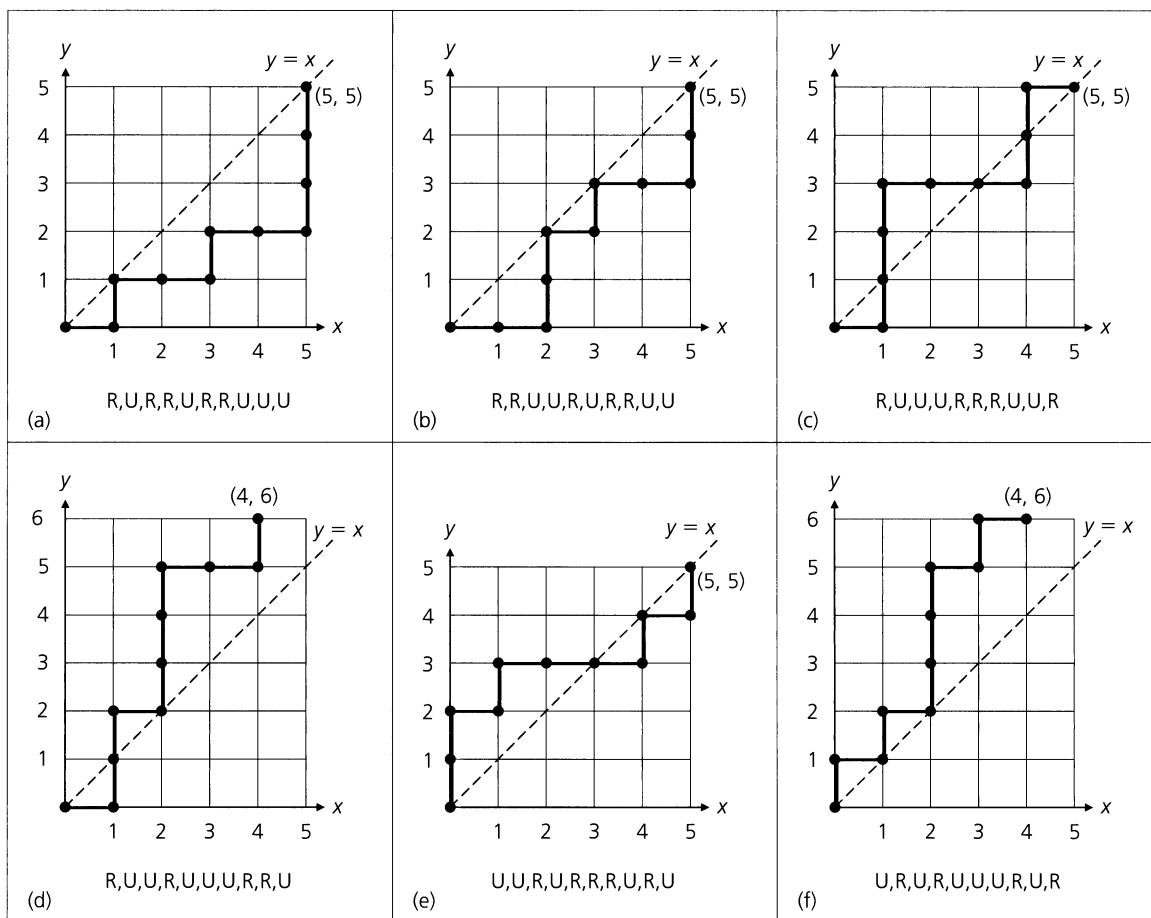 y
y = x
5
(5, 5)
4
3
2
1
x
1 2 3 4 5
R,U,R,R,U,R,R,U,U,U
(a)
y
y = x
5
(5, 5)
4
3
2
1
x
1 2 3 4 5
R,R,U,U,R,U,R,R,U,U
(b)
y
y = x
5
(5, 5)
4
3
2
1
x
1 2 3 4 5
R,U,U,U,R,R,R,U,U,R
(c)
y
(4, 6)
6
y = x
5
4
3
2
1
x
1 2 3 4 5
R,U,U,R,U,U,U,R,R,U
(d)
y
y = x
5
(5, 5)
4
3
2
1
x
1 2 3 4 5
U,U,R,U,R,R,R,U,R,U
(e)
y
(4, 6)
6
y = x
5
4
3
2
1
x
1 2 3 4 5
U,R,U,R,U,U,U,R,U,R
(f)